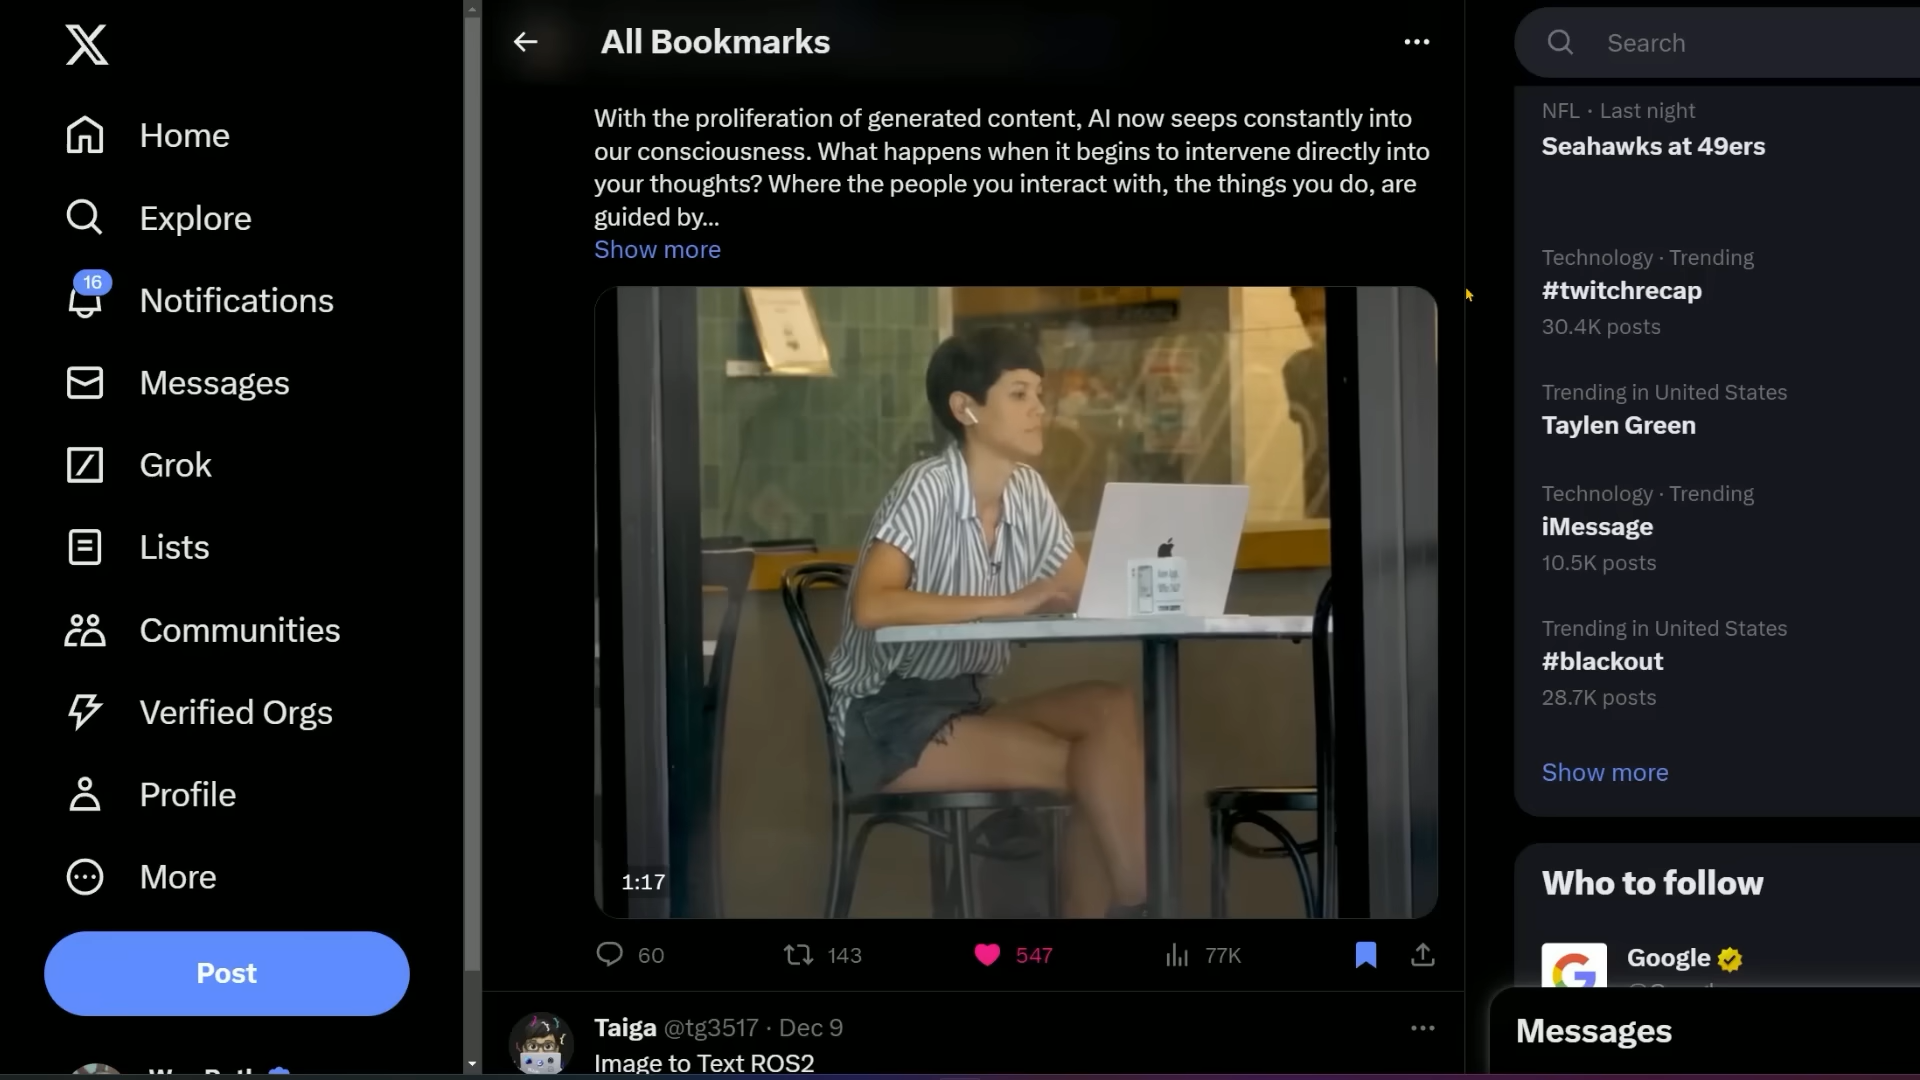 Home
Explore
16
Notifications
Messages
Grok
Lists
Communities
Verified Orgs
Profile
More
Post
All Bookmarks
With the proliferation of generated content, AI now seeps constantly into
our consciousness. What happens when it begins to intervene directly into
your thoughts? Where the people you interact with, the things you do, are
guided by...
Show more
1:17
60
143
547
77K
Taiga @tg3517 · Dec 9
Image to Text ROS2
Search
NFL · Last night
Seahawks at 49ers
Technology · Trending
#twitchrecap
30.4K posts
Trending in United States
Taylen Green
Technology · Trending
iMessage
10.5K posts
Trending in United States
#blackout
28.7K posts
Show more
Who to follow
Google
Messages